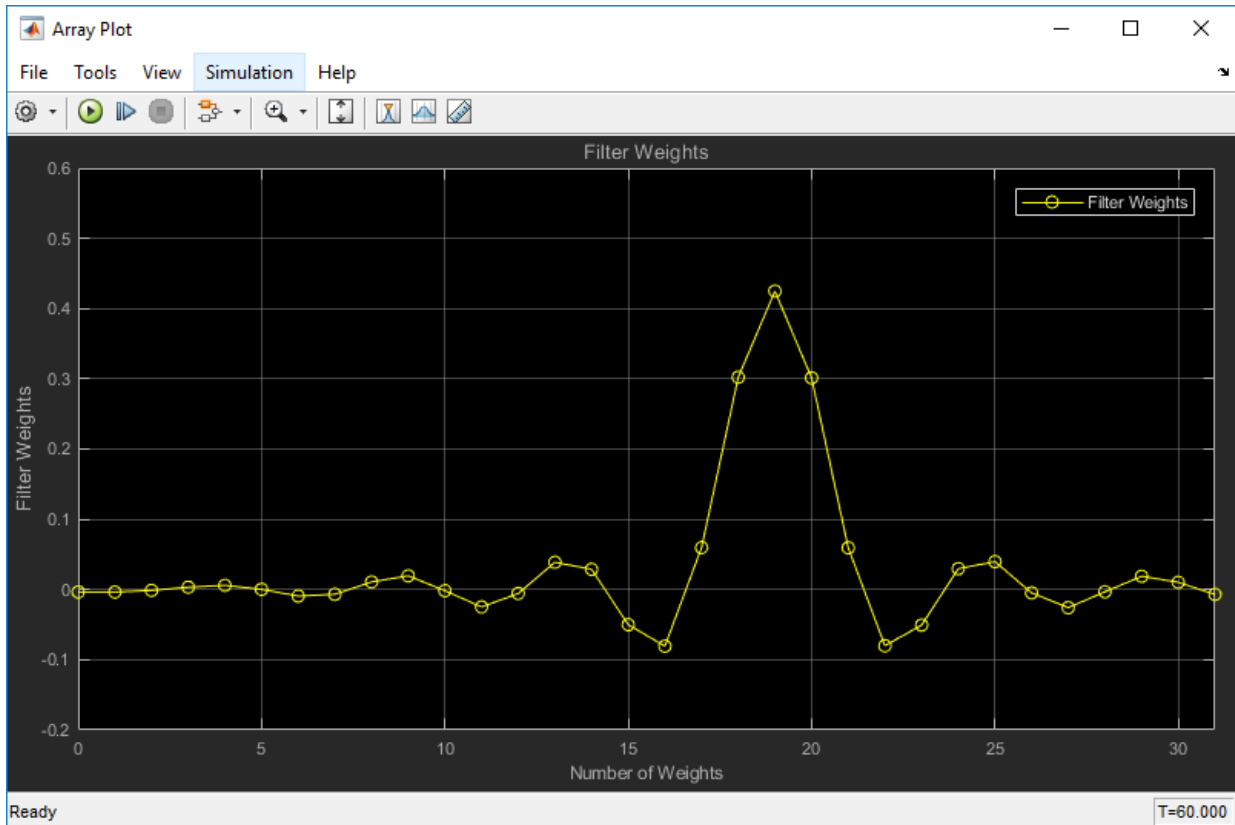 Array Plot
File Tools View Simulation Help
Filter Weights
Filter Weights
0.6
0.5
0.4
0.3
0.2
0.1
0
-0.1
-0.2
Filter Weights
0 5 10 15 20 25 30
Number of Weights
Ready T=60.000